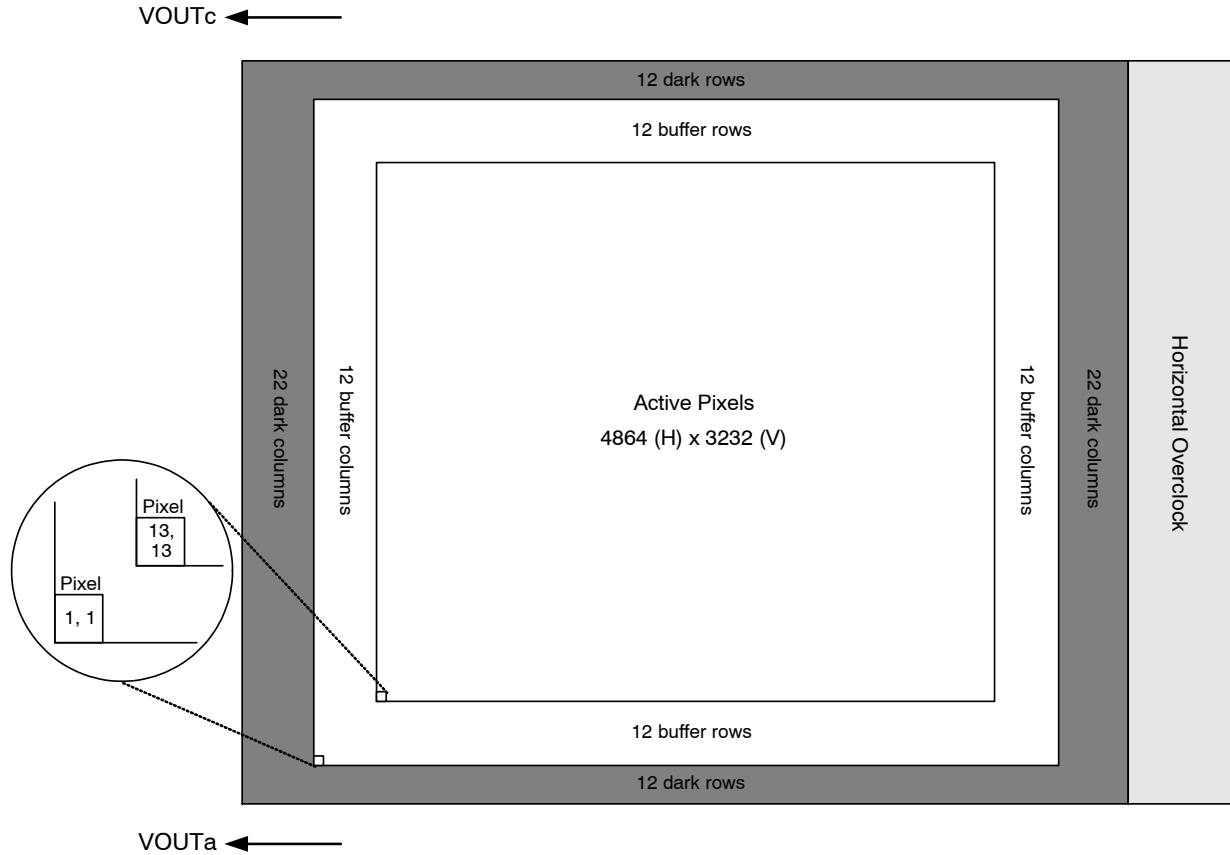 VOUTc
12 dark rows
12 buffer rows
22 dark columns
12 buffer columns
Active Pixels
4864 (H) x 3232 (V)
12 buffer columns
22 dark columns
Horizontal Overclock
Pixel
13,
13
Pixel
1, 1
12 buffer rows
12 dark rows
VOUTa